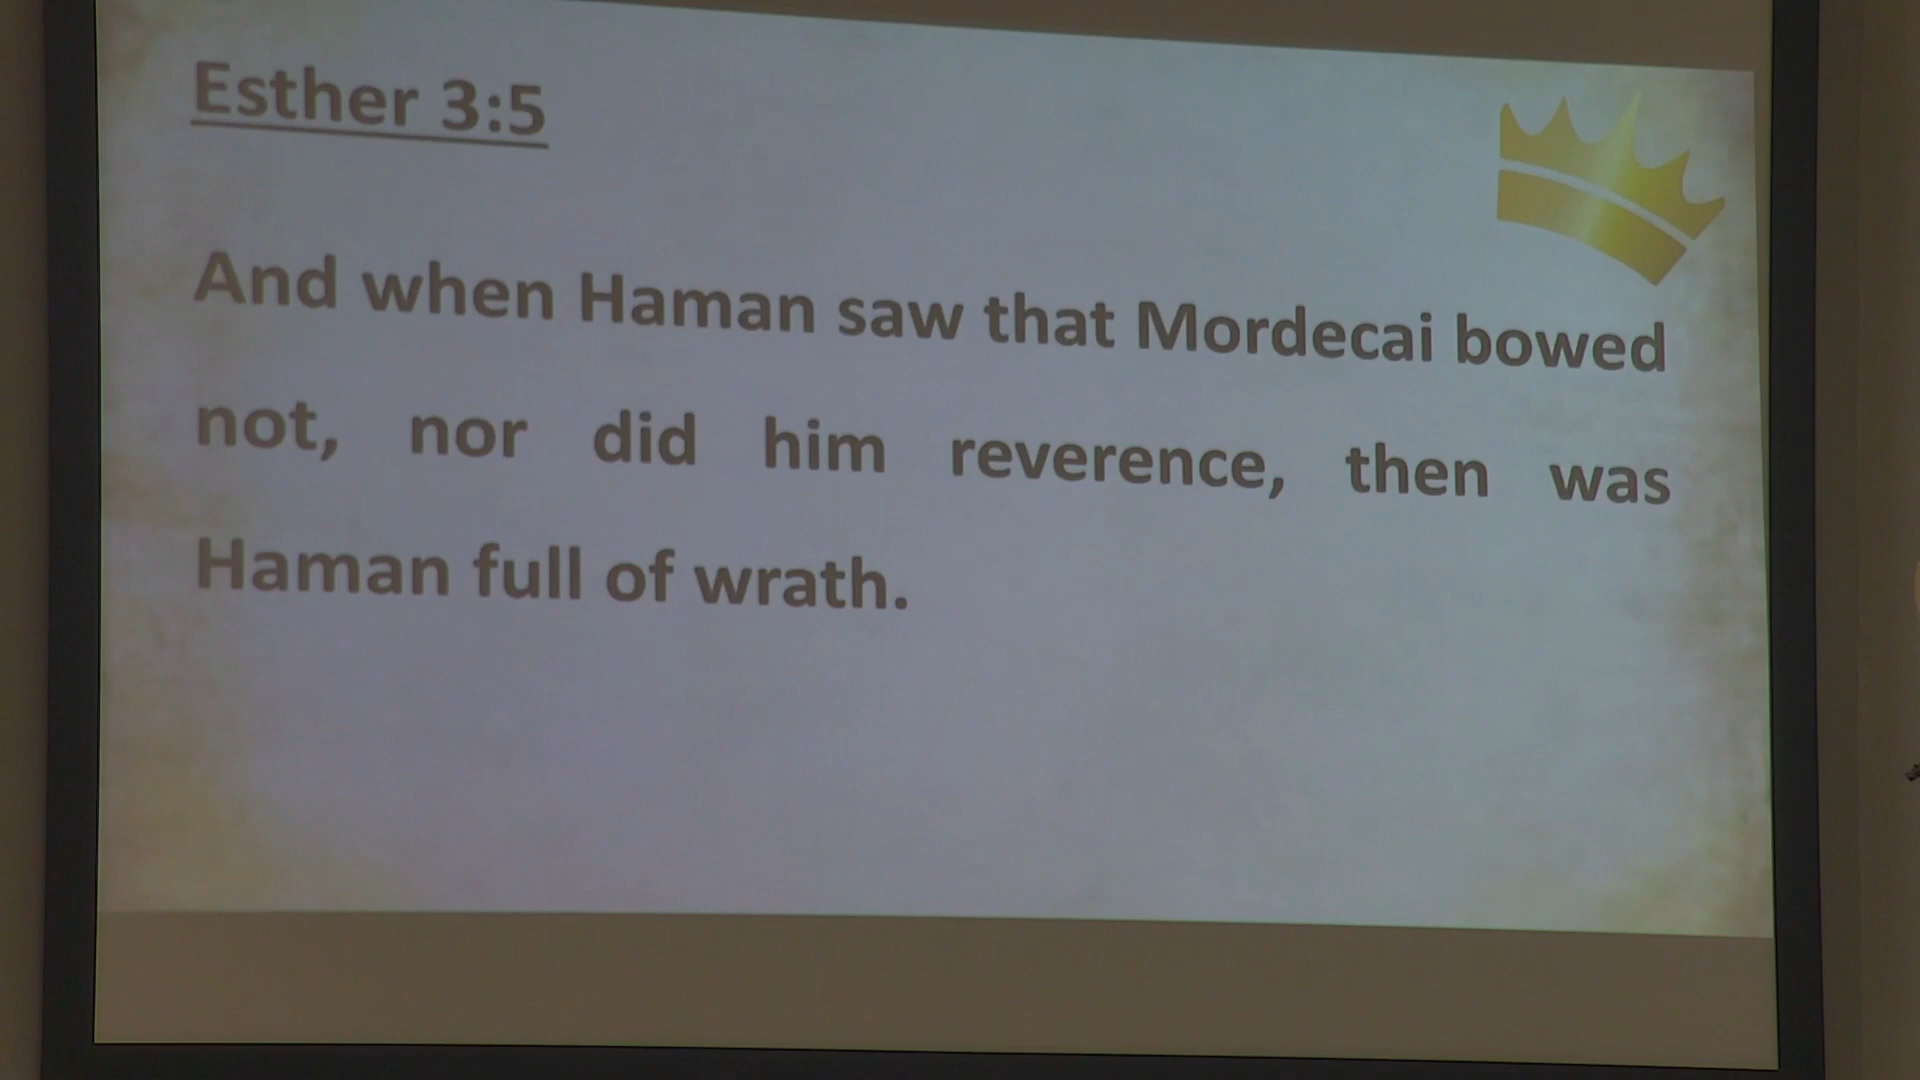 Esther 3:5
And when Haman saw that Mordecai bowed
not, nor did him reverence, then was
Haman full of wrath.